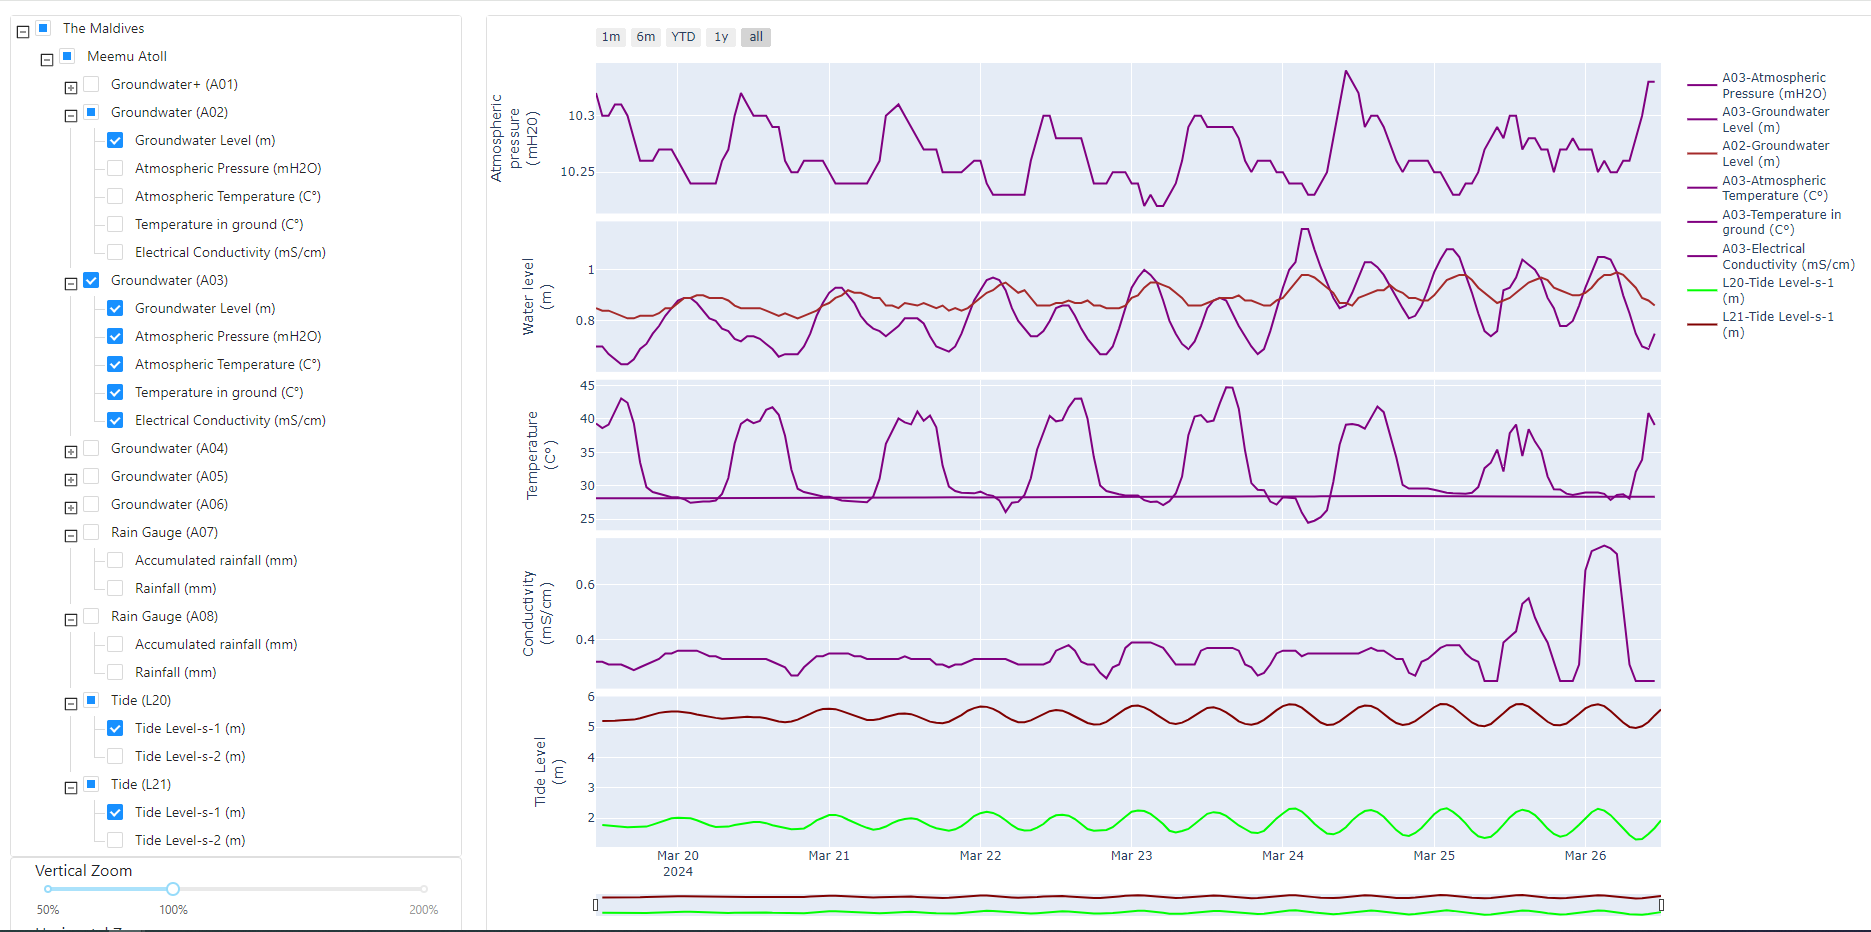 The Maldives
Meemu Atoll
Groundwater+ (A01)
Groundwater (A02)
Groundwater Level (m)
Atmospheric Pressure (mH2O)
Atmospheric Temperature (C°)
Temperature in ground (C°)
Electrical Conductivity (mS/cm)
Groundwater (A03)
Groundwater Level (m)
Atmospheric Pressure (mH2O)
Atmospheric Temperature (C°)
Temperature in ground (C°)
Electrical Conductivity (mS/cm)
Groundwater (A04)
Groundwater (A05)
Groundwater (A06)
Rain Gauge (A07)
Accumulated rainfall (mm)
Rainfall (mm)
Rain Gauge (A08)
Accumulated rainfall (mm)
Rainfall (mm)
Tide (L20)
Tide Level-s-1 (m)
Tide Level-s-2 (m)
Tide (L21)
Tide Level-s-1 (m)
Tide Level-s-2 (m)
Vertical Zoom
50% 100% 200%
1m 6m YTD 1y all
Atmospheric
pressure
(mH2O)
10.3
10.25
Water level
(m)
1
0.8
Temperature
(C°)
45
40
35
30
25
Conductivity
(mS/cm)
0.6
0.4
Tide Level
(m)
6
5
4
3
2
Mar 20 Mar 21 Mar 22 Mar 23 Mar 24 Mar 25 Mar 26
2024
A03-Atmospheric
Pressure (mH2O)
A03-Groundwater
Level (m)
A02-Groundwater
Level (m)
A03-Atmospheric
Temperature (C°)
A03-Temperature in
ground (C°)
A03-Electrical
Conductivity (mS/cm)
L20-Tide Level-s-1
(m)
L21-Tide Level-s-1
(m)